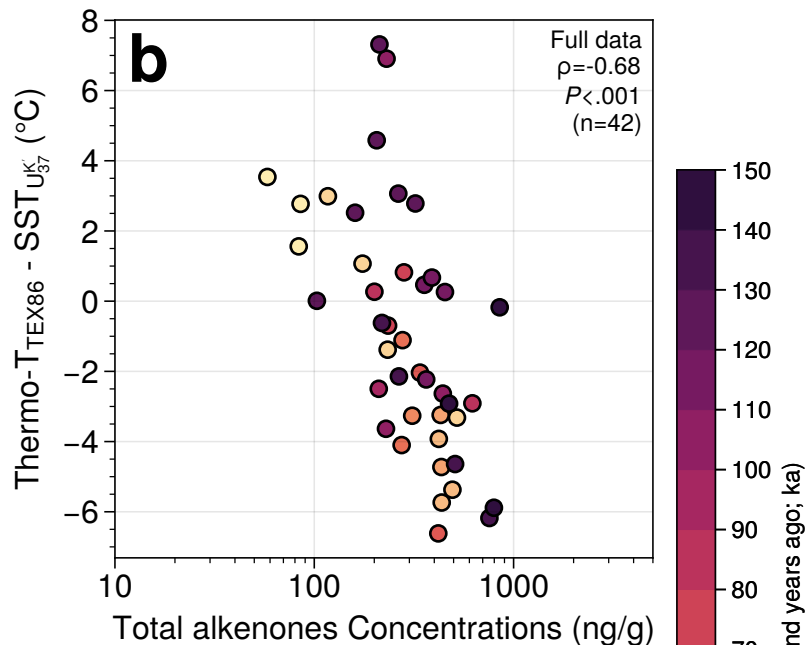 b
Full data
ρ=-0.68
P<.001
(n=42)
8
6
4
2
0
−2
−4
−6
Thermo-T_TEX86 - SST_U^K'_37 (°C)
10
100
1000
Total alkenones Concentrations (ng/g)
150
140
130
120
110
100
90
80
years ago; ka)